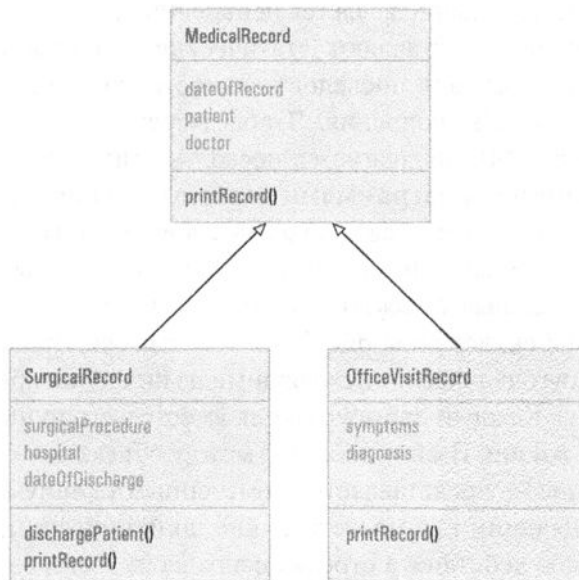 MedicalRecord
dateOfRecord
patient
doctor
printRecord()
SurgicalRecord
surgicalProcedure
hospital
dateOfDischarge
dischargePatient()
printRecord()
OfficeVisitRecord
symptoms
diagnosis
printRecord()